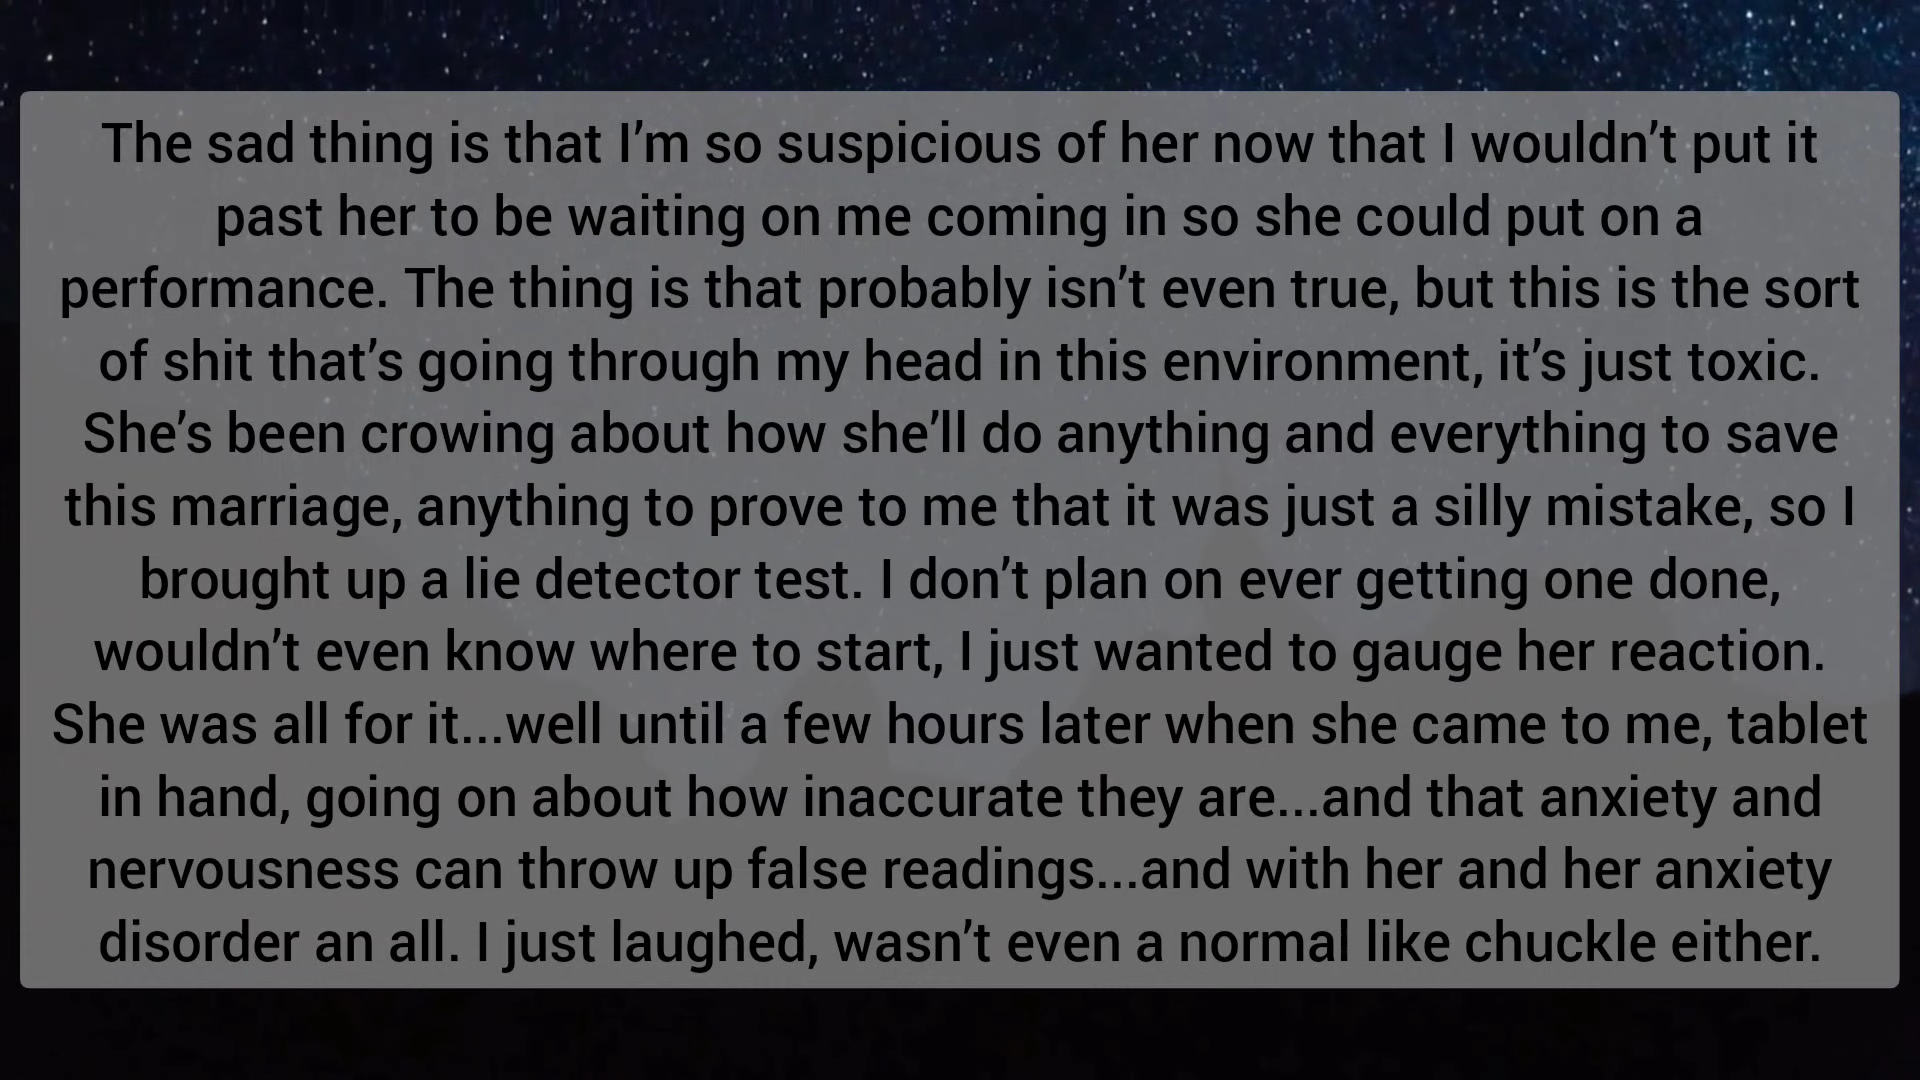 The sad thing is that I’m so suspicious of her now that I wouldn’t put it
past her to be waiting on me coming in so she could put on a
performance. The thing is that probably isn’t even true, but this is the sort
of shit that’s going through my head in this environment, it’s just toxic.
She’s been crowing about how she’ll do anything and everything to save
this marriage, anything to prove to me that it was just a silly mistake, so I
brought up a lie detector test. I don’t plan on ever getting one done,
wouldn’t even know where to start, I just wanted to gauge her reaction.
She was all for it...well until a few hours later when she came to me, tablet
in hand, going on about how inaccurate they are...and that anxiety and
nervousness can throw up false readings...and with her and her anxiety
disorder an all. I just laughed, wasn’t even a normal like chuckle either.